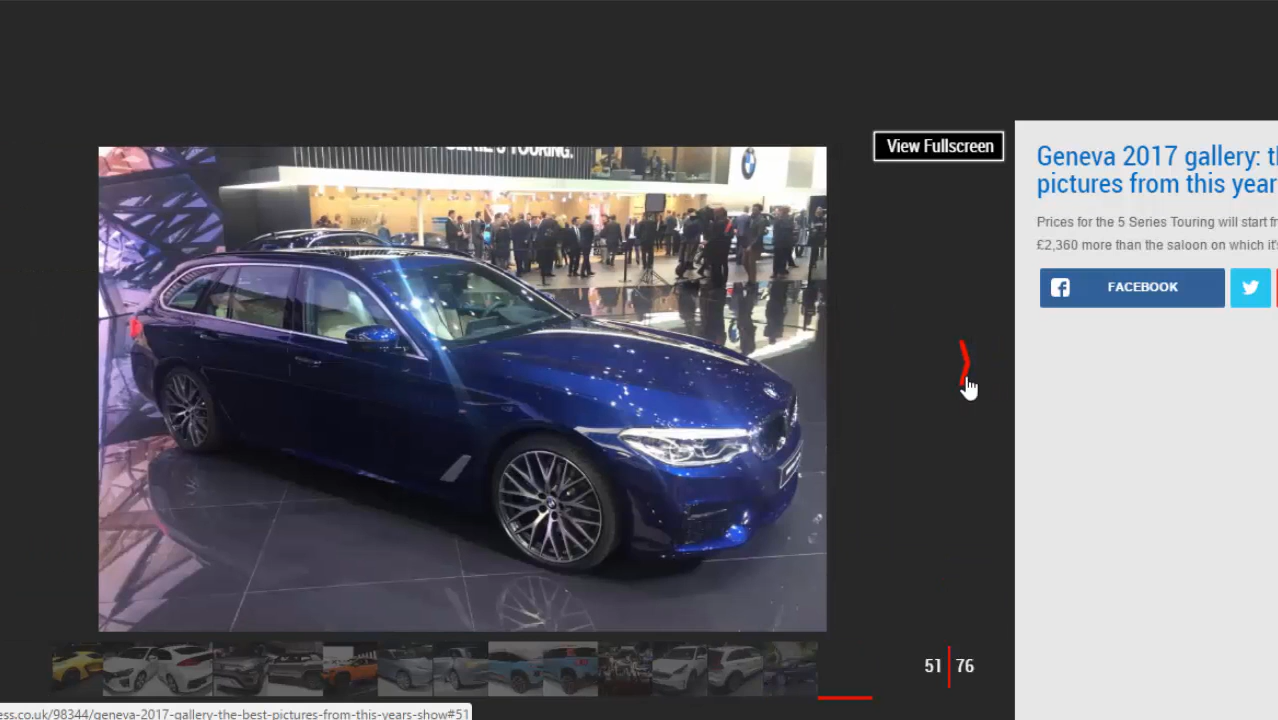 SERIES TOURING.
View Fullscreen
Geneva 2017 gallery: t
pictures from this year
Prices for the 5 Series Touring will start f
£2,360 more than the saloon on which it'
FACEBOOK
51 76
ess.co.uk/98344/geneva-2017-gallery-the-best-pictures-from-this-years-show#51